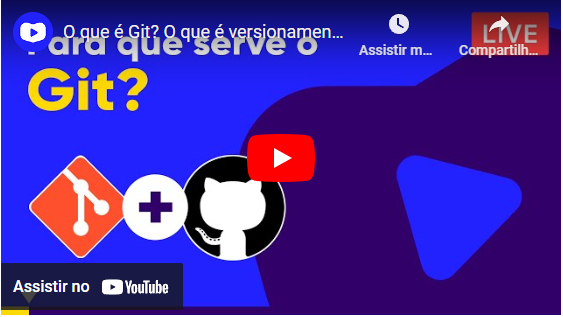 O que é Git? O que é versionamen...
Assistir m...
Compartilh...
LIVE
Para que serve o
Git?
Assistir no YouTube